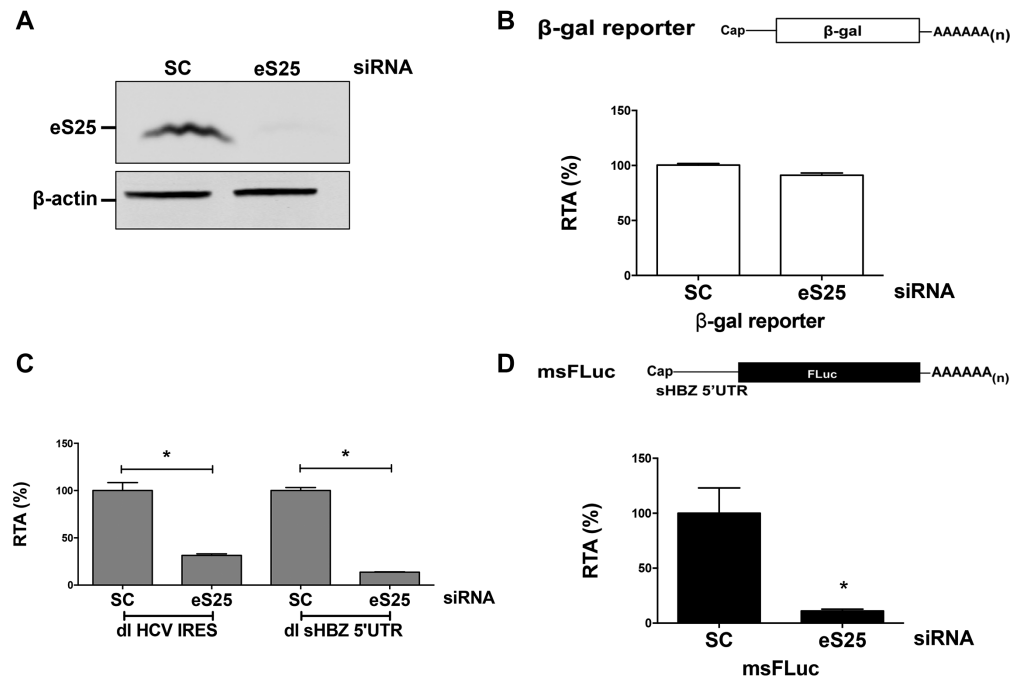 A
SC eS25 siRNA
eS25
β-actin
B
β-gal reporter
Cap β-gal AAAAAA(n)
RTA (%)
150
100
50
0
SC eS25 siRNA
β-gal reporter
C
RTA (%)
150
100
50
0
* *
SC eS25 SC eS25 siRNA
dl HCV IRES dl sHBZ 5'UTR
D
msFLuc
Cap FLuc AAAAAA(n)
sHBZ 5'UTR
RTA (%)
150
100
50
0
*
SC eS25 siRNA
msFLuc